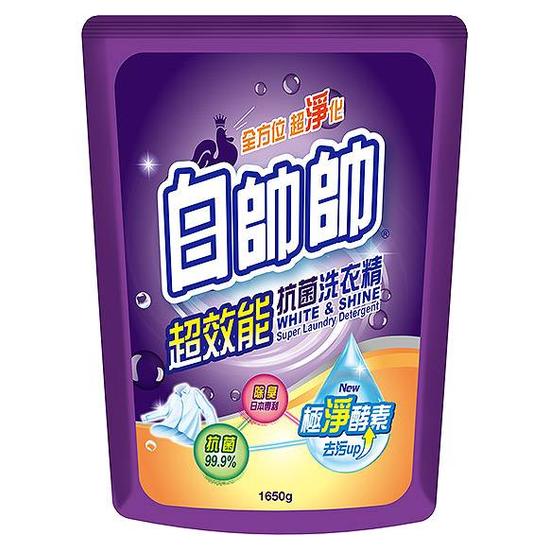 全方位 超淨化
白帥帥®
超效能
抗菌洗衣精
WHITE & SHINE
Super Laundry Detergent
除臭
日本專利
抗菌
99.9%
New
極淨酵素
去污up
1650g